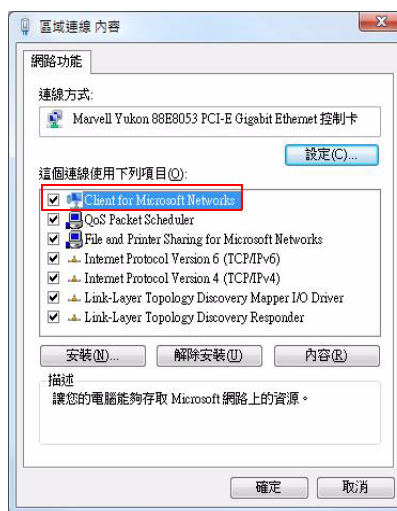 區域連線 內容
網路功能
連線方式:
Marvell Yukon 88E8053 PCI-E Gigabit Ethernet 控制卡
設定(C)...
這個連線使用下列項目(O):
Client for Microsoft Networks
QoS Packet Scheduler
File and Printer Sharing for Microsoft Networks
Internet Protocol Version 6 (TCP/IPv6)
Internet Protocol Version 4 (TCP/IPv4)
Link-Layer Topology Discovery Mapper I/O Driver
Link-Layer Topology Discovery Responder
安裝(N)... 解除安裝(U) 內容(R)
描述
讓您的電腦能夠存取 Microsoft 網路上的資源。
確定 取消